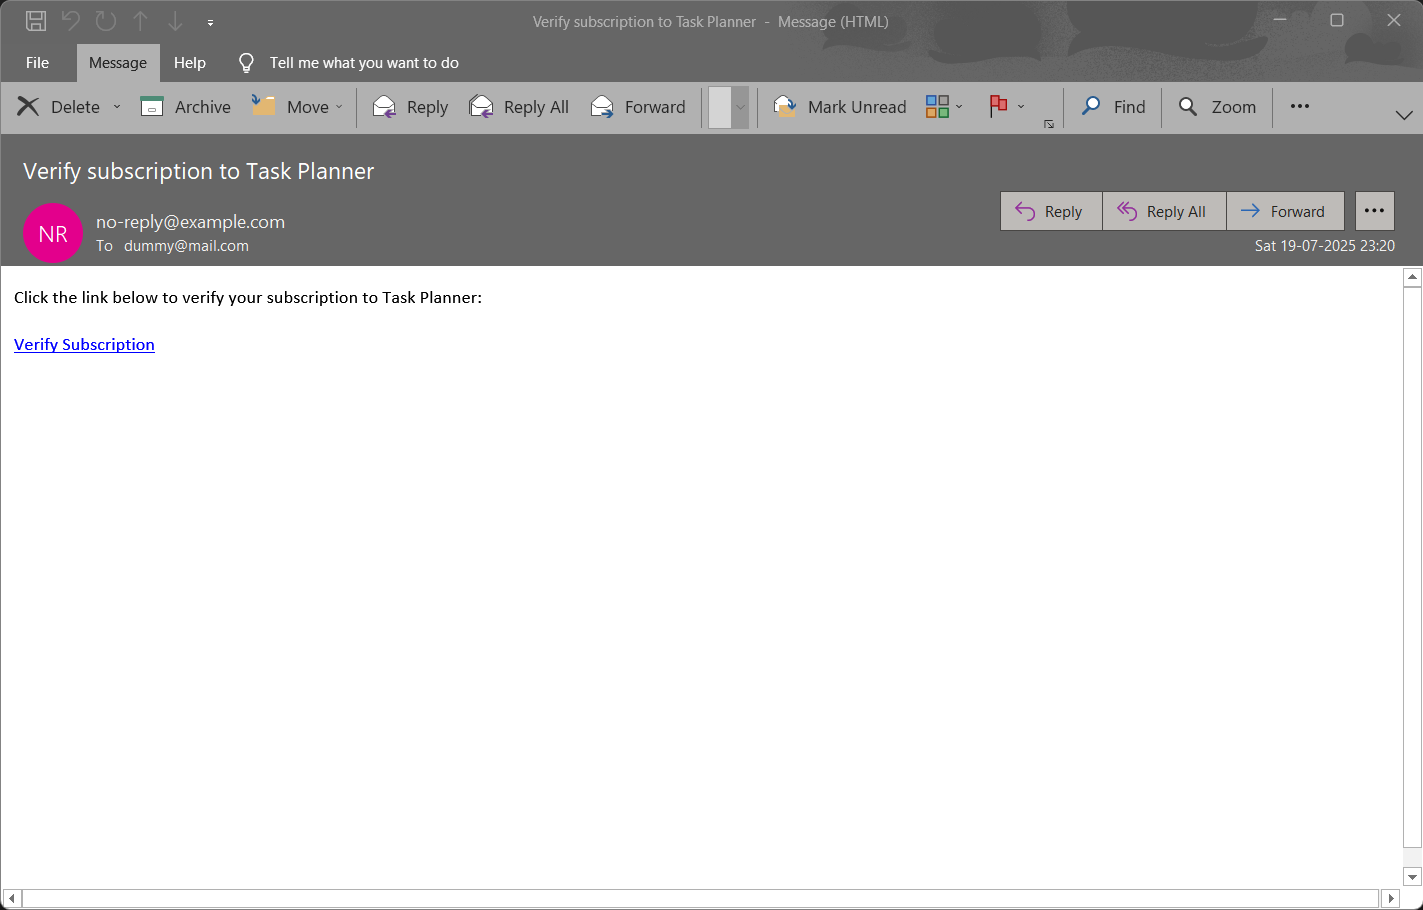 Verify subscription to Task Planner - Message (HTML)
File Message Help Tell me what you want to do
Delete Archive Move Reply Reply All Forward Mark Unread Find Zoom
Verify subscription to Task Planner
NR
no-reply@example.com
To dummy@mail.com
Reply Reply All Forward
Sat 19-07-2025 23:20
Click the link below to verify your subscription to Task Planner:
Verify Subscription